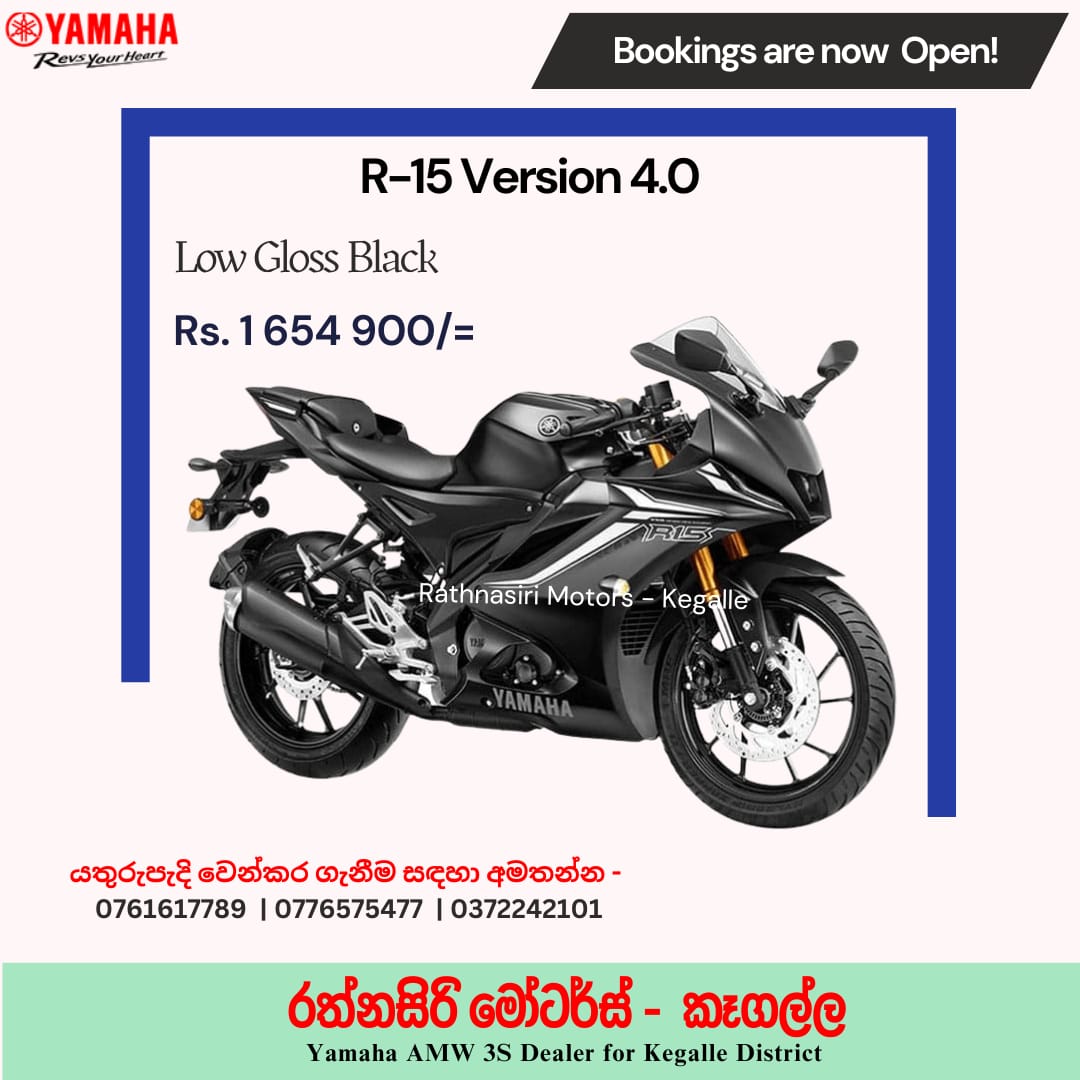 YAMAHA
Revs Your Heart
Bookings are now Open!
R-15 Version 4.0
Low Gloss Black
Rs. 1 654 900/=
R15
Rathnasiri Motors - Kegalle
YAMAHA
යතුරුපැදි වෙන්කර ගැනීම සඳහා අමතන්න -
0761617789 | 0776575477 | 0372242101
රත්නසිරි මෝටර්ස් - කෑගල්ල
Yamaha AMW 3S Dealer for Kegalle District